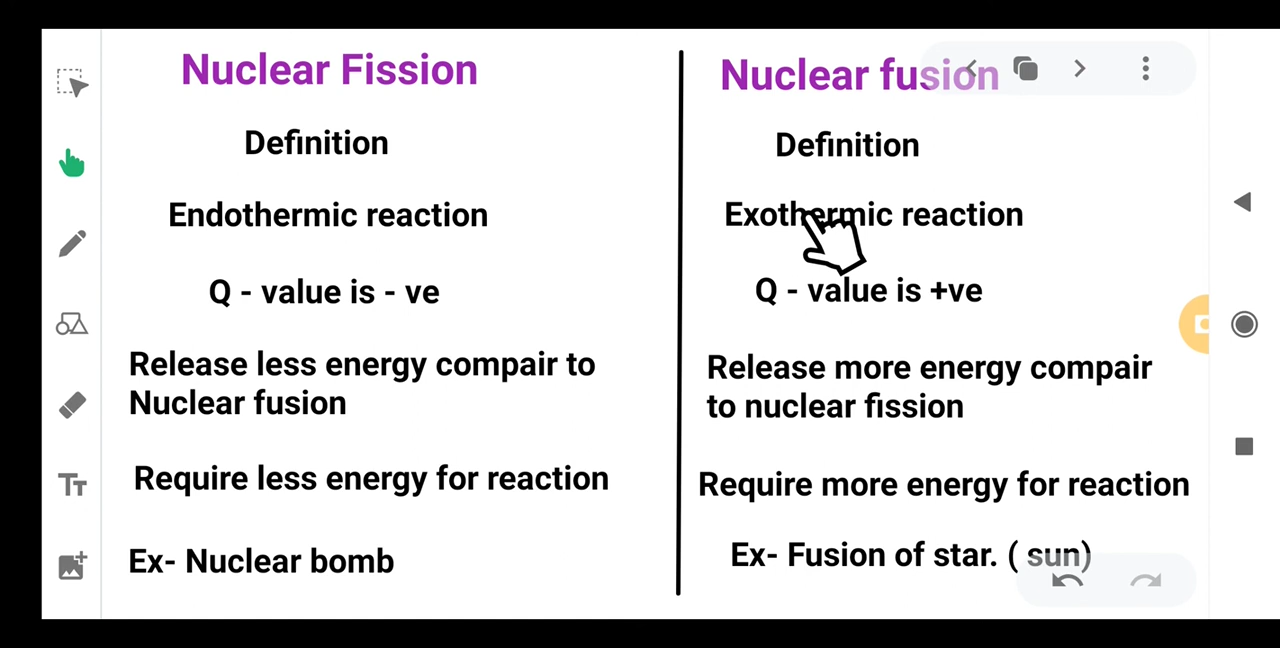 Nuclear Fission
Definition
Endothermic reaction
Q - value is - ve
Release less energy compair to
Nuclear fusion
Require less energy for reaction
Ex- Nuclear bomb
Nuclear fusion
Definition
Exothermic reaction
Q - value is +ve
Release more energy compair
to nuclear fission
Require more energy for reaction
Ex- Fusion of star. ( sun)
TT